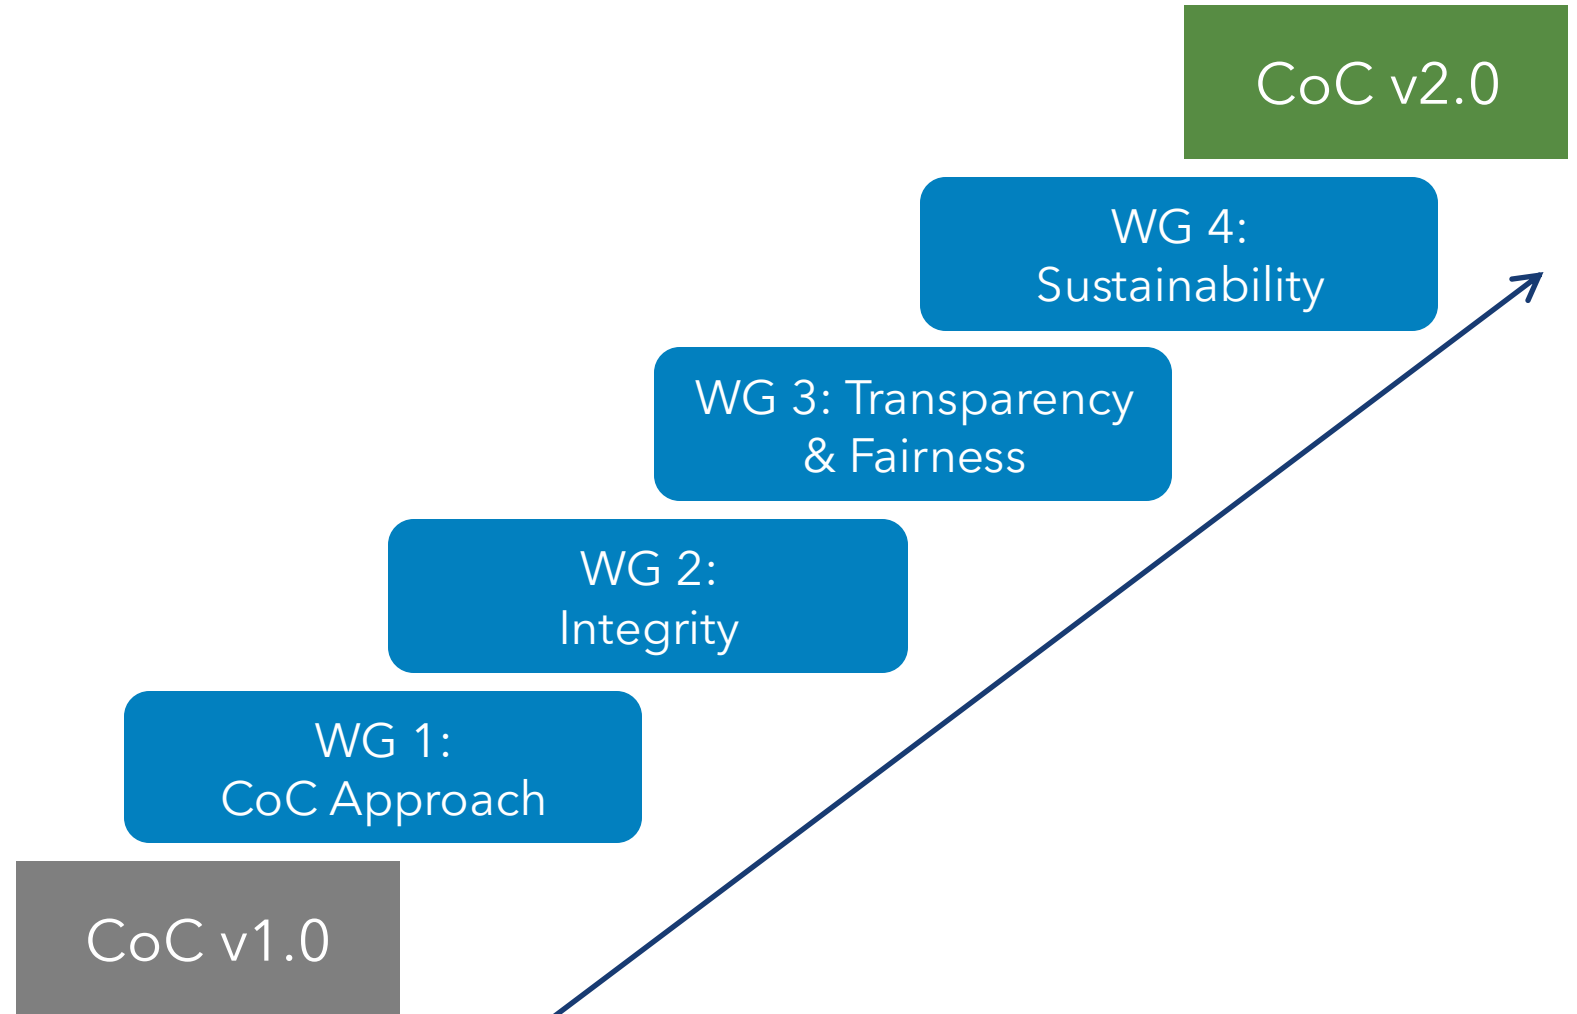 CoC v2.0
WG 4:
Sustainability
WG 3: Transparency
& Fairness
WG 2:
Integrity
WG 1:
CoC Approach
CoC v1.0